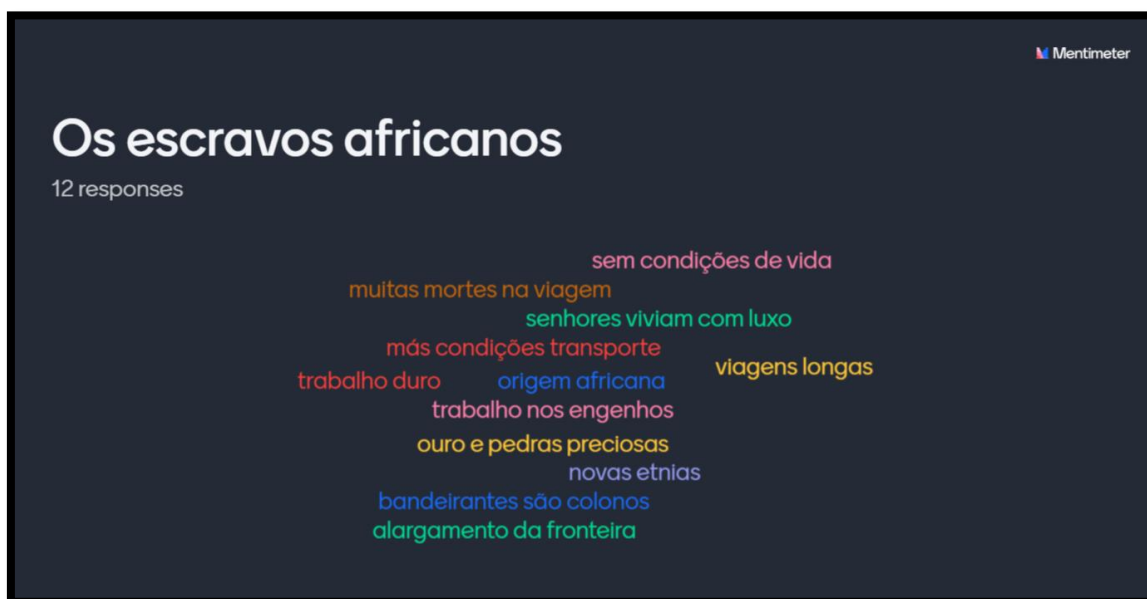 Mentimeter
Os escravos africanos
12 responses
sem condições de vida
muitas mortes na viagem
senhores viviam com luxo
más condições transporte
viagens longas
trabalho duro
origem africana
trabalho nos engenhos
ouro e pedras preciosas
novas etnias
bandeirantes são colonos
alargamento da fronteira